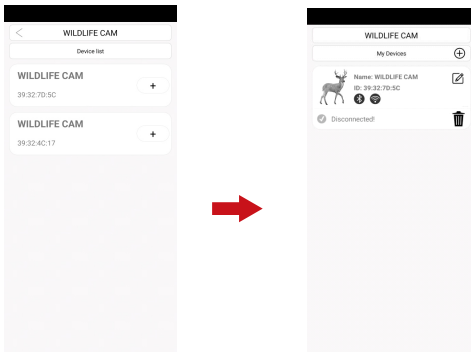 WILDLIFE CAM
Device list
WILDLIFE CAM
39:32:7D:5C
+
WILDLIFE CAM
39:32:4C:17
+
WILDLIFE CAM
My Devices
Name: WILDLIFE CAM
ID: 39:32:7D:5C
Disconnected!